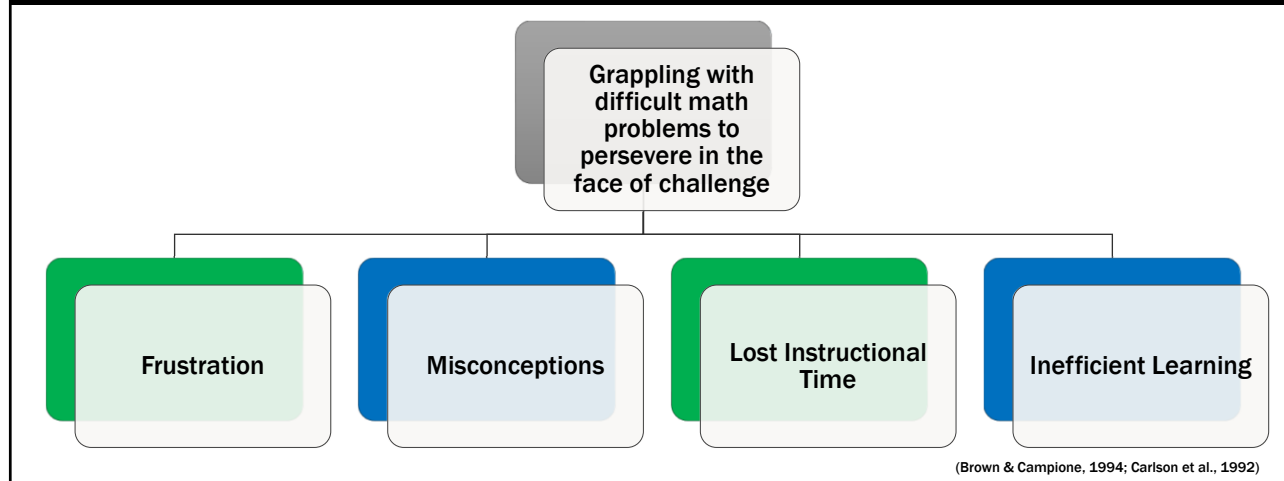 Grappling with
difficult math
problems to
persevere in the
face of challenge
Frustration
Misconceptions
Lost Instructional
Time
Inefficient Learning
(Brown & Campione, 1994; Carlson et al., 1992)